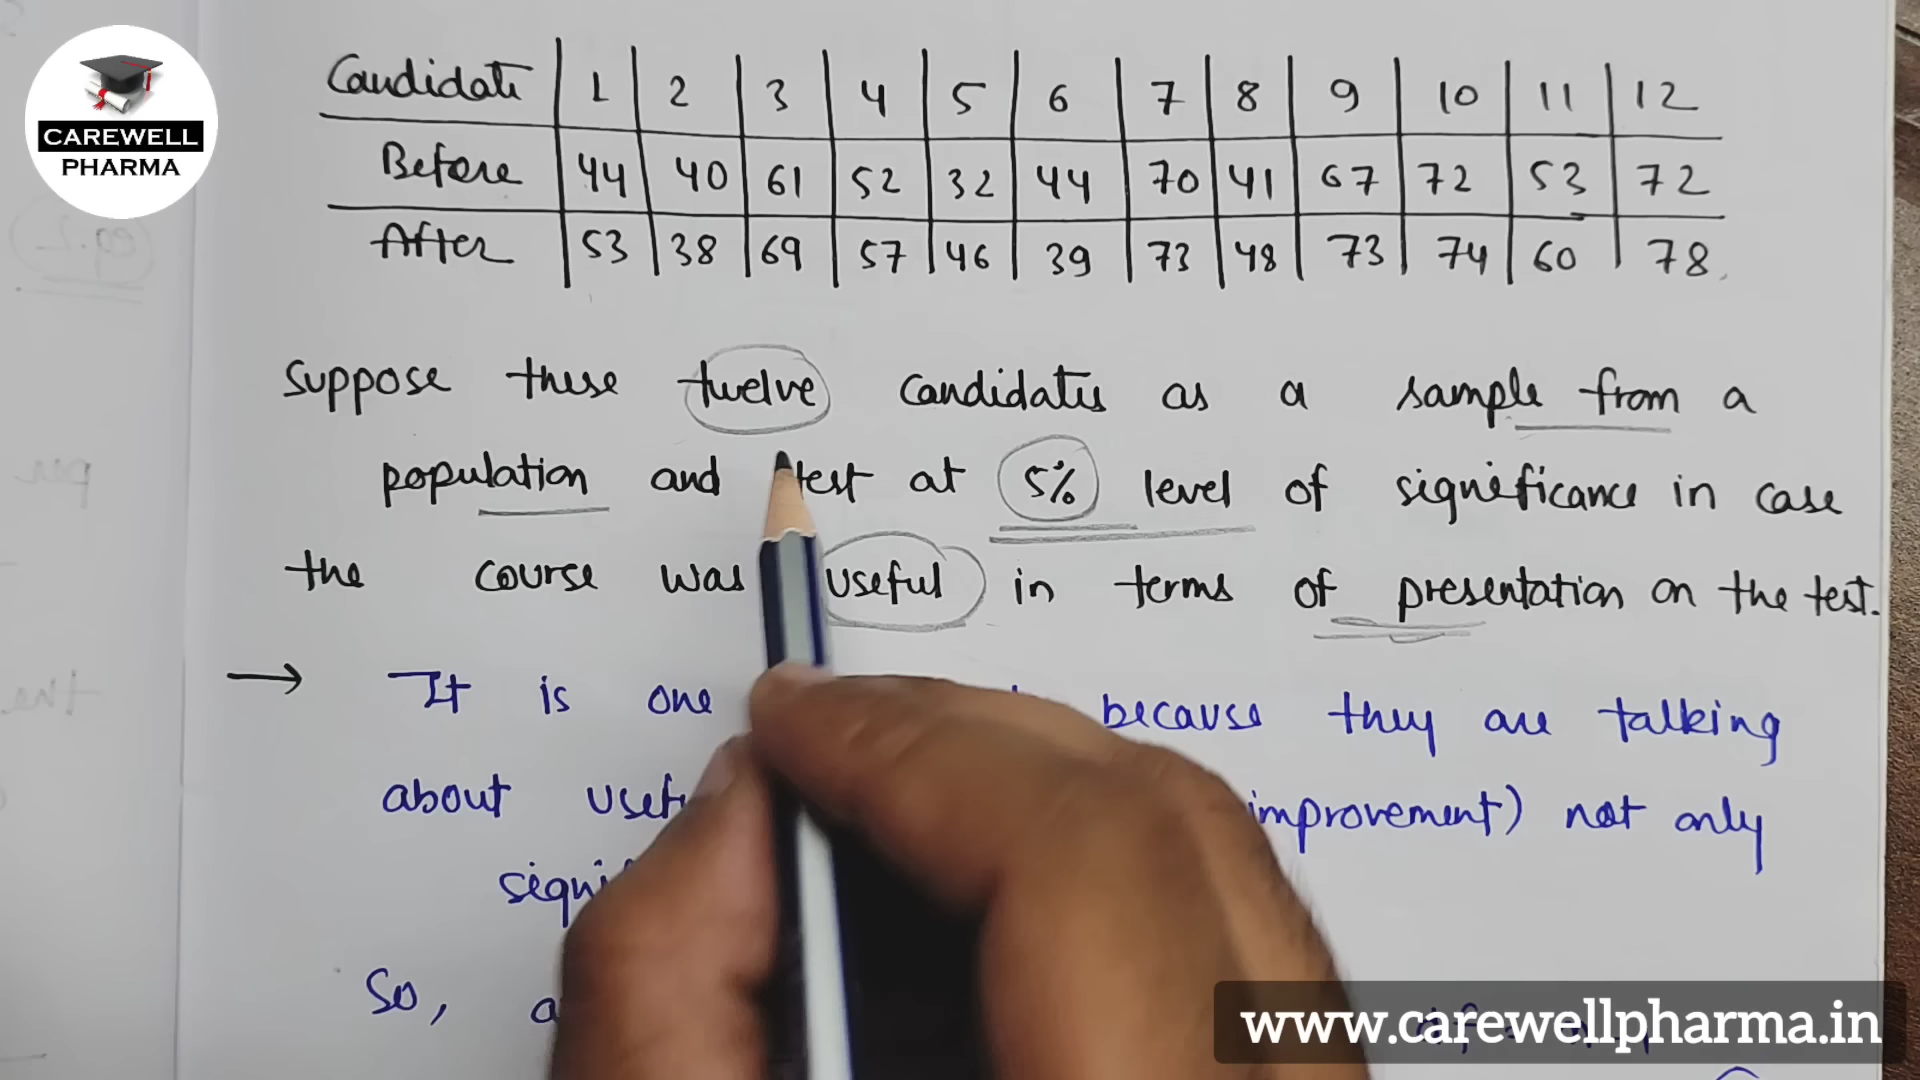 CAREWELL
PHARMA
Candidate 1 2 3 4 5 6 7 8 9 10 11 12
Before 44 40 61 52 32 44 70 41 67 72 53 72
After 53 38 69 57 46 39 73 48 73 74 60 78
Suppose these twelve candidates as a sample from a
population and test at 5% level of significance in case
the course was useful in terms of presentation on the test.
→ It is one because they are talking
about improvement) not only
So,
www.carewellpharma.in